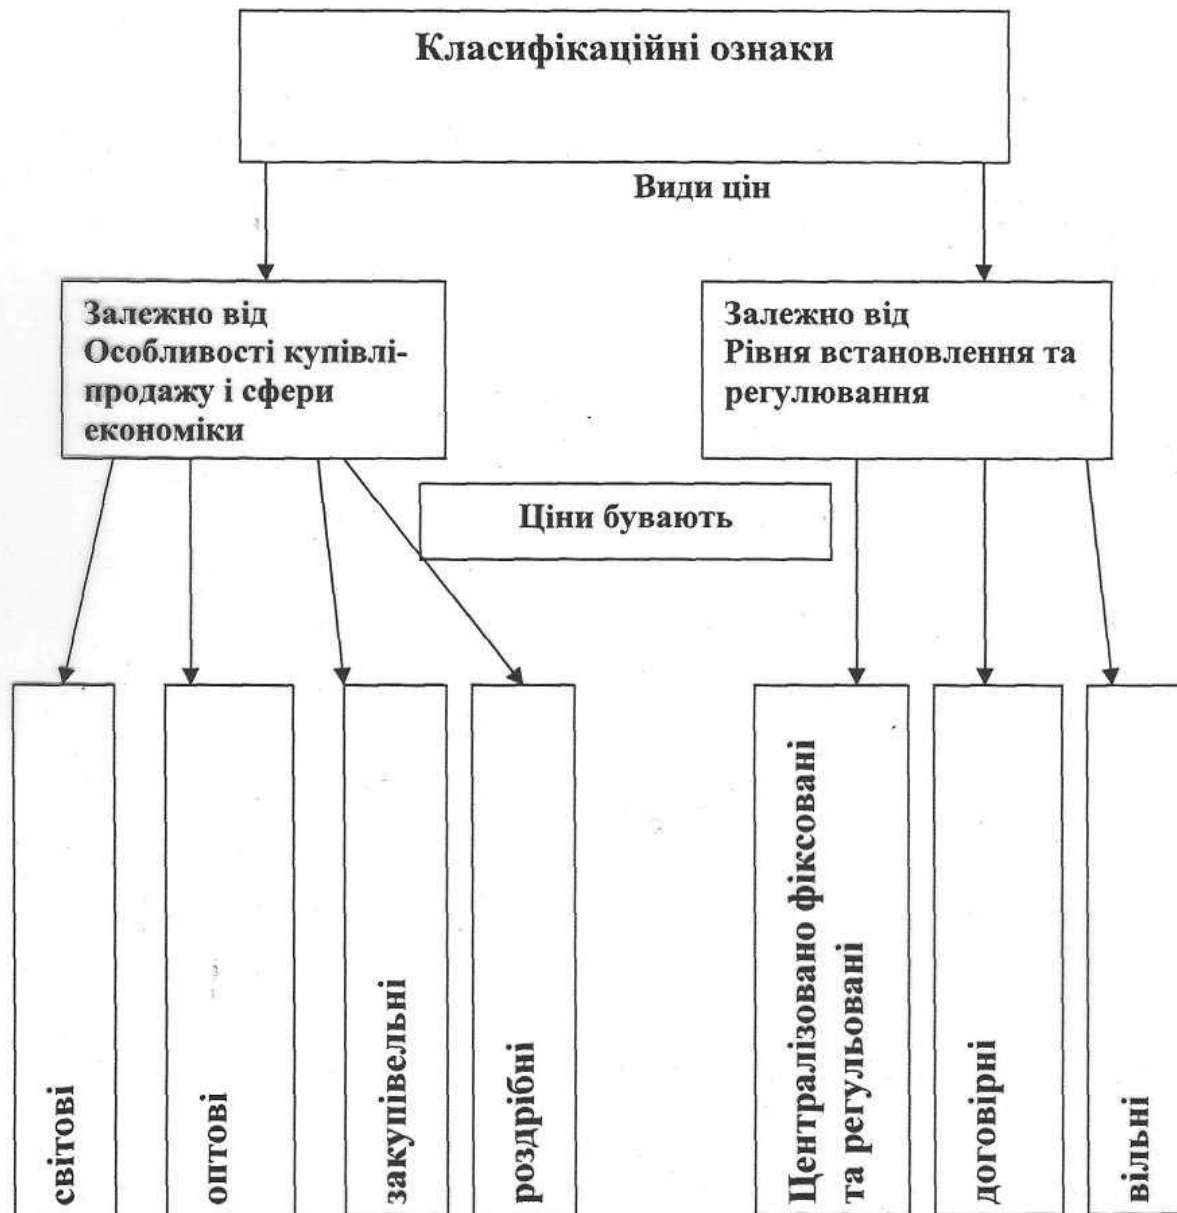 Класифікаційні ознаки
Види цін
Залежно від
Особливості купівлі-
продажу і сфери
економіки
Залежно від
Рівня встановлення та
регулювання
Ціни бувають
світові
оптові
закупівельні
роздрібні
Централізовано фіксовані
та регульовані
договірні
вільні